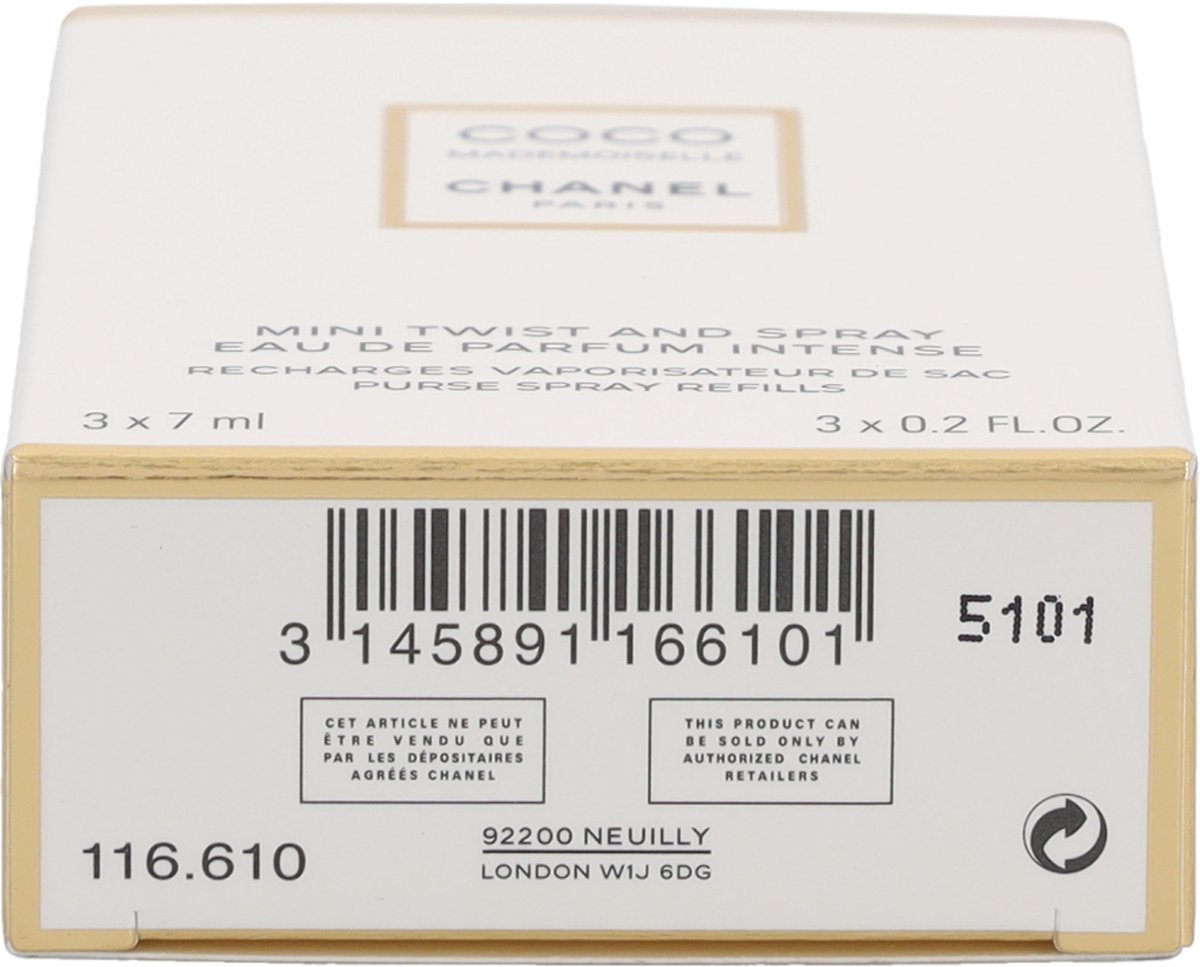 COCO
MADEMOISELLE
CHANEL
PARIS
MINI TWIST AND SPRAY
EAU DE PARFUM INTENSE
RECHARGES VAPORISATEUR DE SAC
PURSE SPRAY REFILLS
3 x 7 ml
3 x 0.2 FL.OZ.
3 145891 166101
5101
CET ARTICLE NE PEUT
ÊTRE VENDU QUE
PAR LES DÉPOSITAIRES
AGRÉÉS CHANEL
THIS PRODUCT CAN
BE SOLD ONLY BY
AUTHORIZED CHANEL
RETAILERS
116.610
92200 NEUILLY
LONDON W1J 6DG